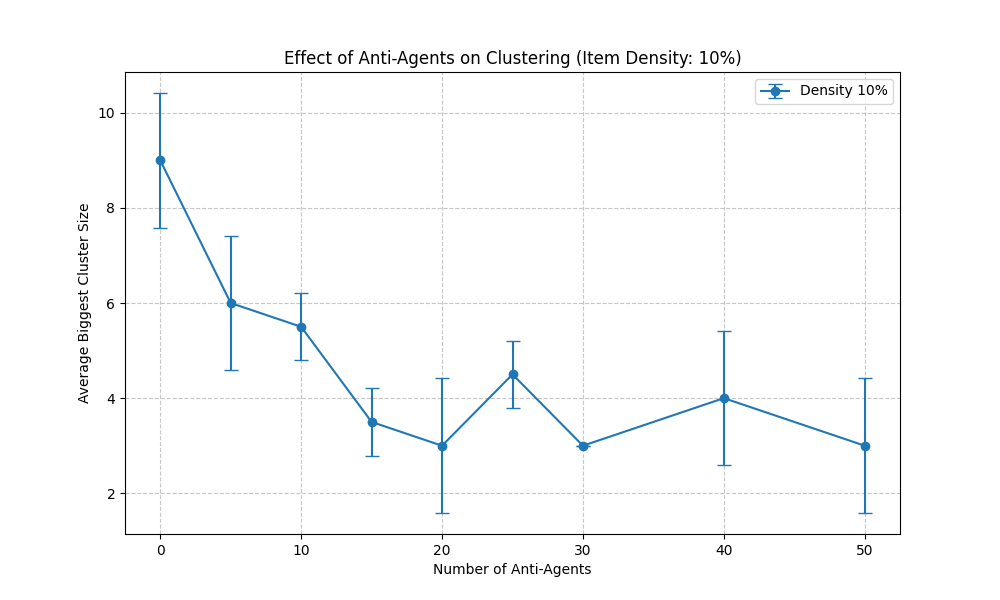 Effect of Anti-Agents on Clustering (Item Density: 10%)
Density 10%
Average Biggest Cluster Size
10
8
6
4
2
0
10
20
30
40
50
Number of Anti-Agents